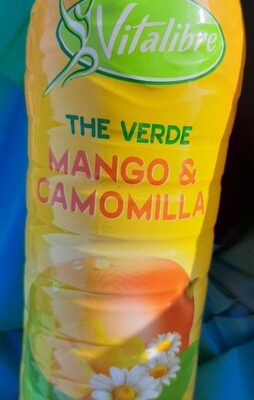 Vitalibre
THE VERDE
MANGO &
CAMOMILLA